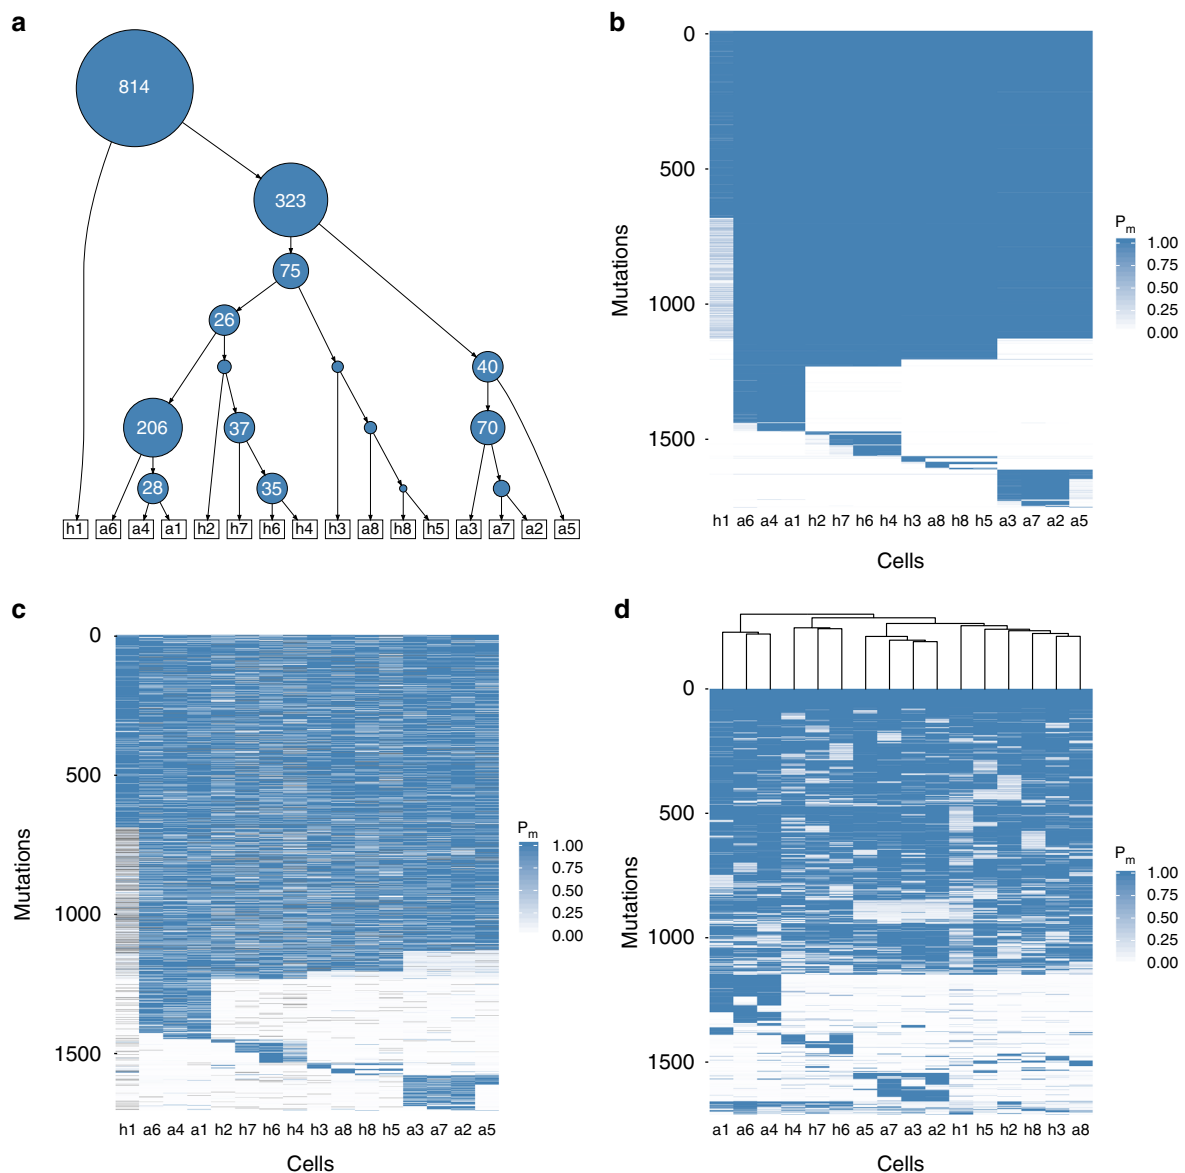 a
814
323
75
26
40
206
37
70
28
35
h1 a6 a4 a1 h2 h7 h6 h4 h3 a8 h8 h5 a3 a7 a2 a5
b
0
500
1000
1500
Mutations
h1 a6 a4 a1 h2 h7 h6 h4 h3 a8 h8 h5 a3 a7 a2 a5
Cells
Pm
1.00
0.75
0.50
0.25
0.00
c
0
500
1000
1500
Mutations
h1 a6 a4 a1 h2 h7 h6 h4 h3 a8 h8 h5 a3 a7 a2 a5
Cells
Pm
1.00
0.75
0.50
0.25
0.00
d
0
500
1000
1500
Mutations
a1 a6 a4 h4 h7 h6 a5 a7 a3 a2 h1 h5 h2 h8 h3 a8
Cells
Pm
1.00
0.75
0.50
0.25
0.00